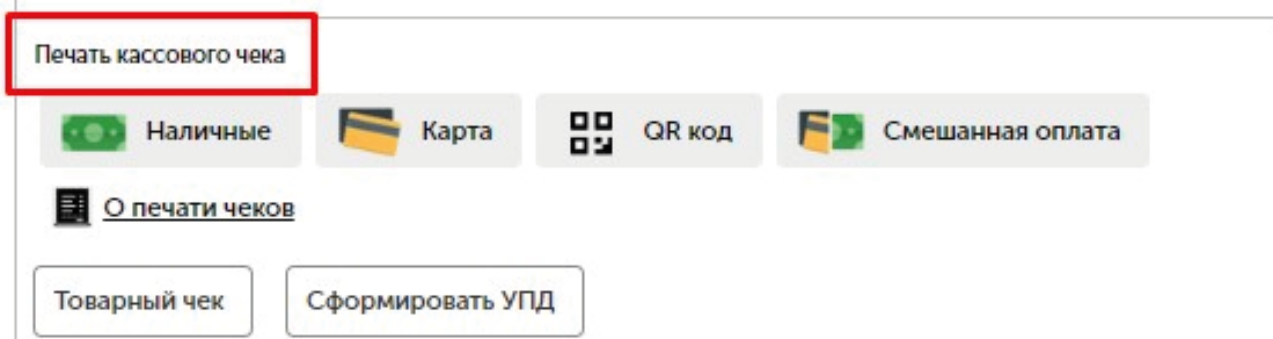 Печать кассового чека
Наличные Карта QR код Смешанная оплата
О печати чеков
Товарный чек Сформировать УПД